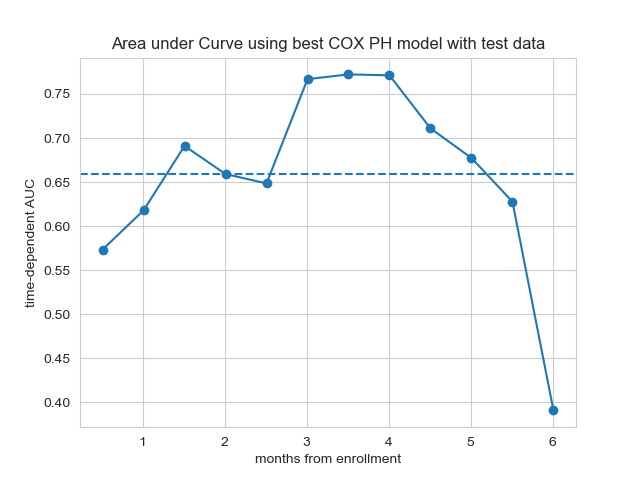 Area under Curve using best COX PH model with test data
time-dependent AUC
0.75
0.70
0.65
0.60
0.55
0.50
0.45
0.40
1 2 3 4 5 6
months from enrollment